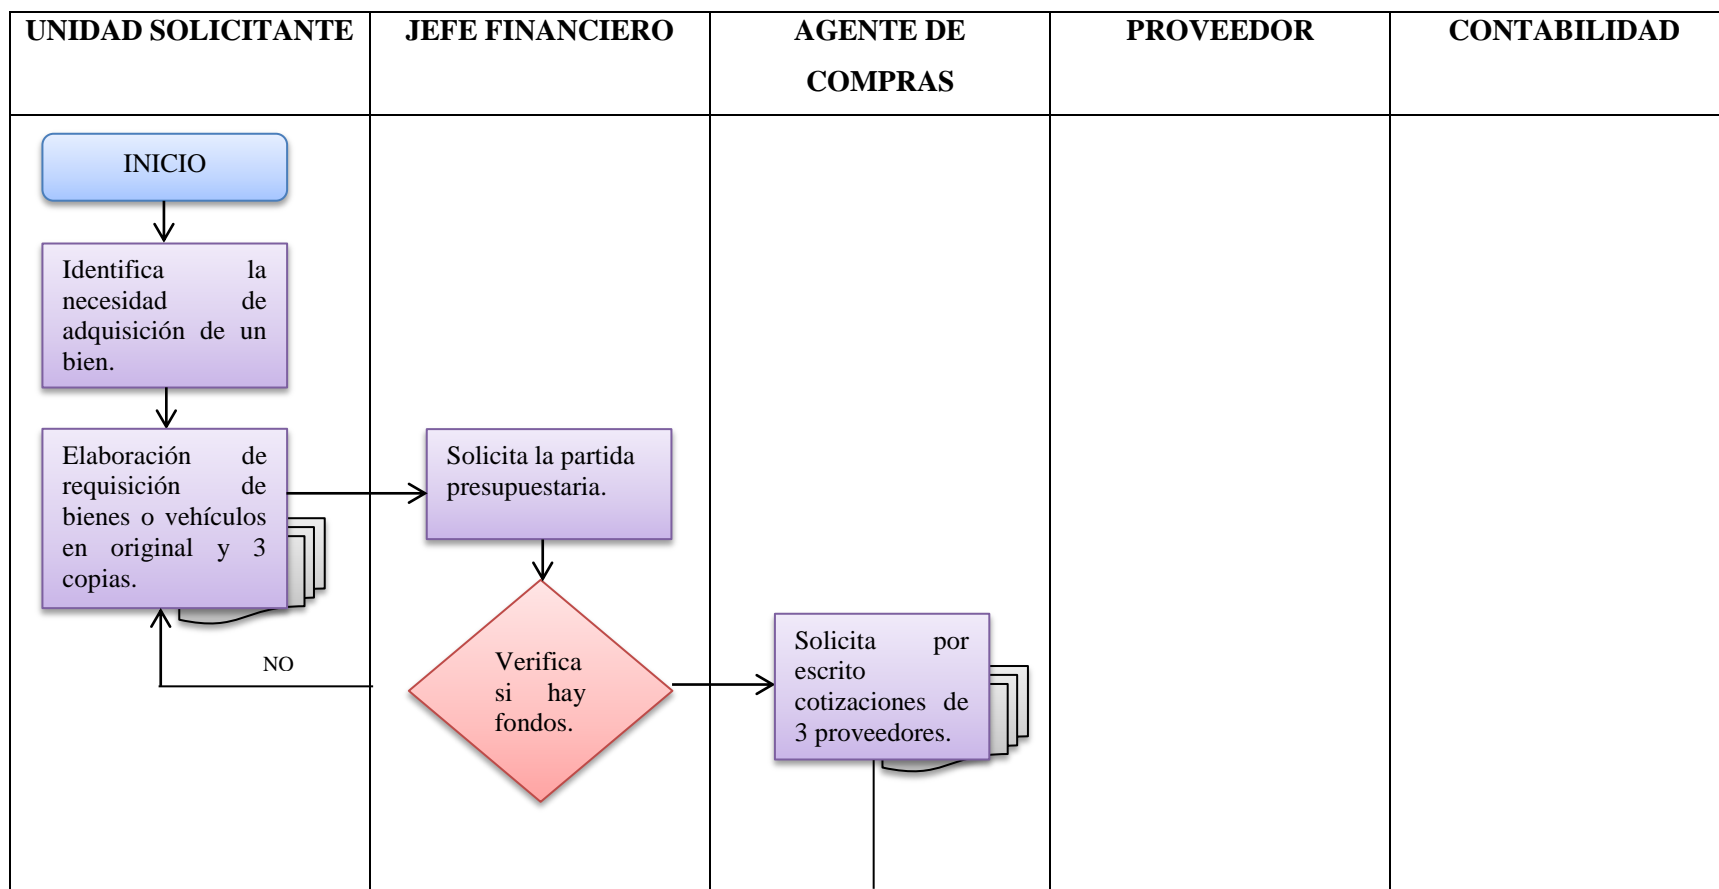 UNIDAD SOLICITANTE
JEFE FINANCIERO
AGENTE DE
COMPRAS
PROVEEDOR
CONTABILIDAD
INICIO
Identifica la
necesidad de
adquisición de un
bien.
Elaboración de
requisición de
bienes o vehículos
en original y 3
copias.
Solicita la partida
presupuestaria.
NO
Verifica
si hay
fondos.
Solicita por
escrito
cotizaciones de
3 proveedores.